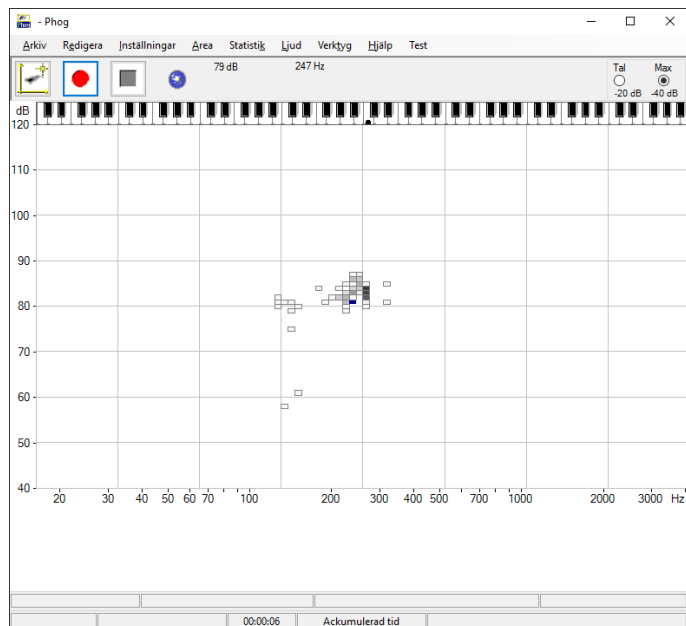 - Phog
Arkiv Redigera Inställningar Area Statistik Ljud Verktyg Hjälp Test
79 dB 247 Hz Tal Max
-20 dB -40 dB
dB
120
110
100
90
80
70
60
50
40
20 30 40 50 60 70 100 200 300 400 500 700 1000 2000 3000 Hz
00:00:06 Ackumulerad tid